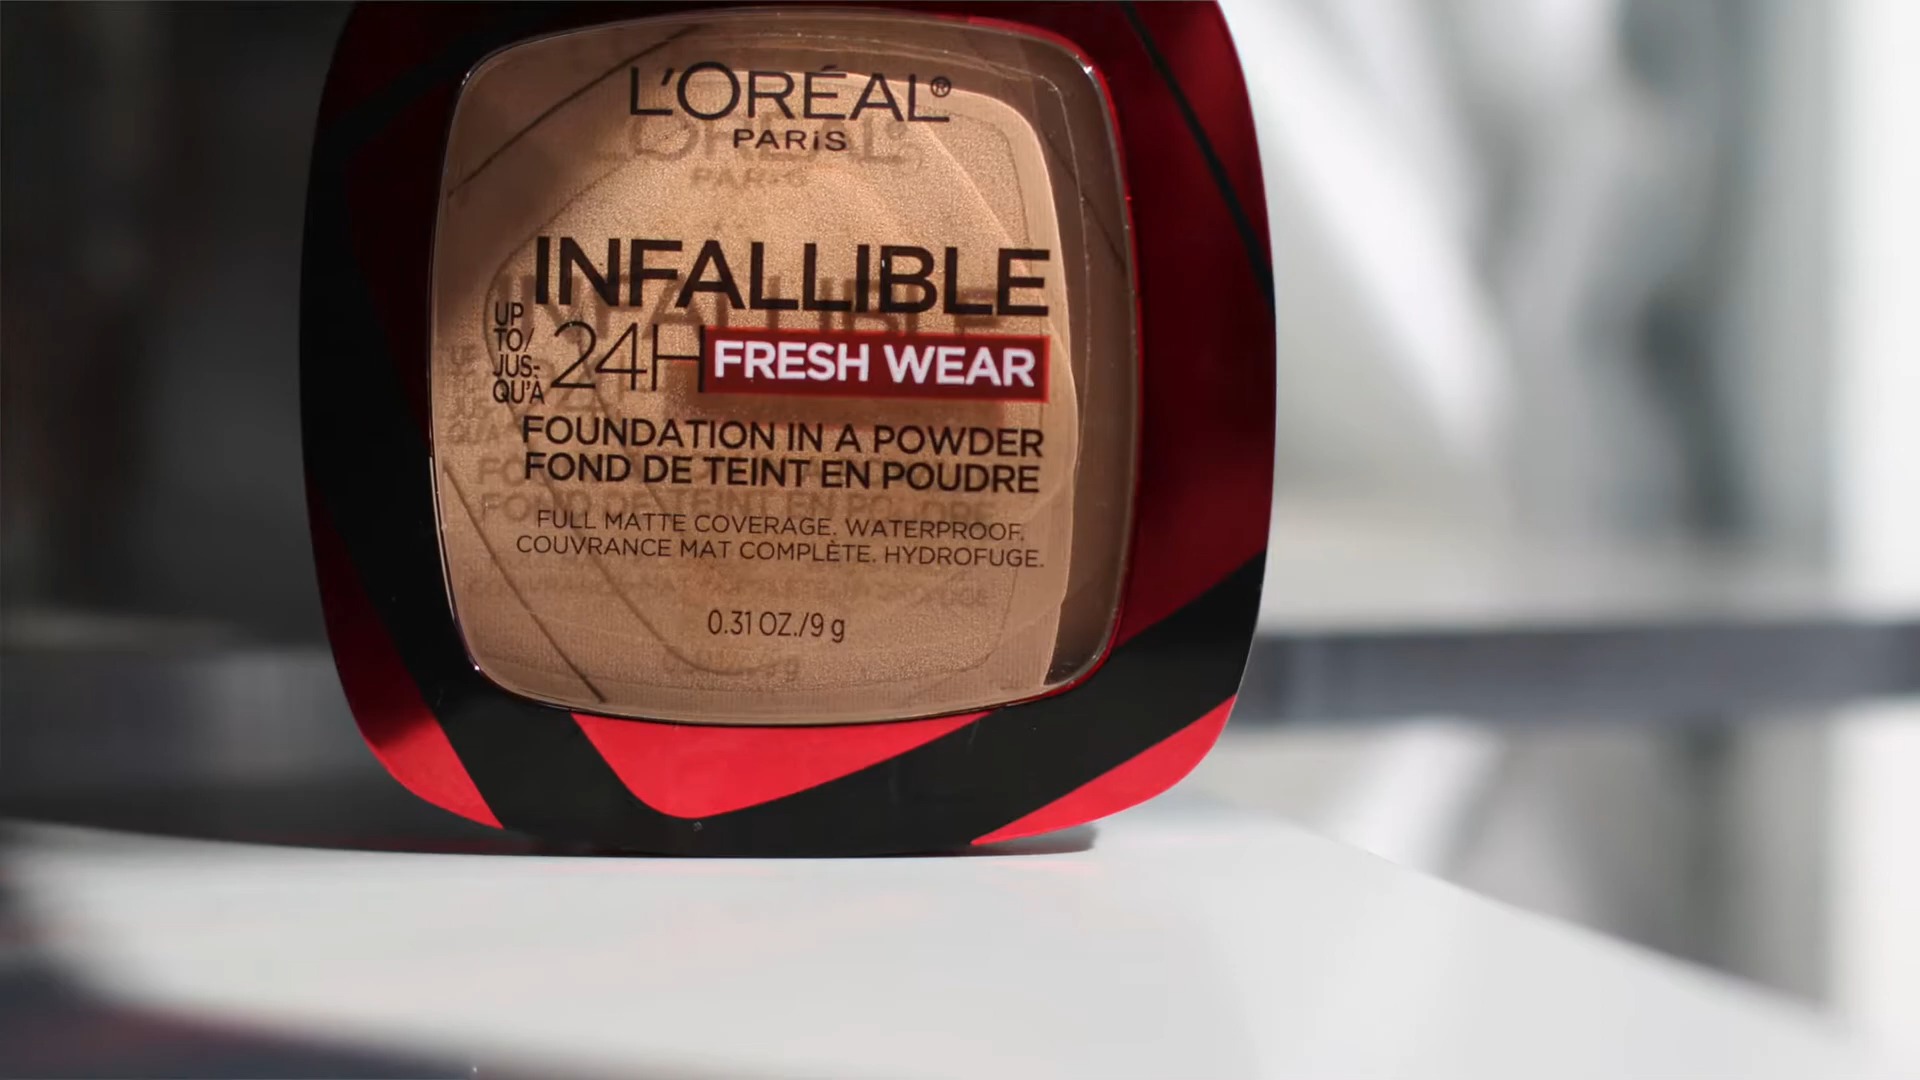 L'ORÉAL®
PARiS
INFALLIBLE
UP
TO/
JUS-
QU'À
24H FRESH WEAR
FOUNDATION IN A POWDER
FOND DE TEINT EN POUDRE
FULL MATTE COVERAGE. WATERPROOF.
COUVRANCE MAT COMPLÈTE. HYDROFUGE.
0.31 OZ./9 g